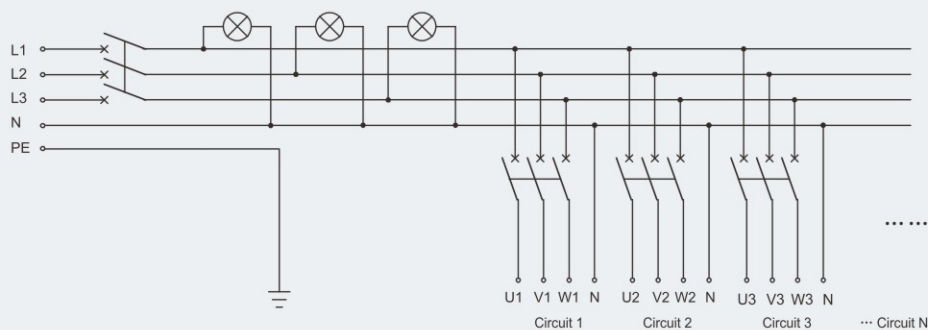 L1
L2
L3
N
PE
......
U1 V1 W1 N U2 V2 W2 N U3 V3 W3 N
Circuit 1 Circuit 2 Circuit 3 ··· Circuit N